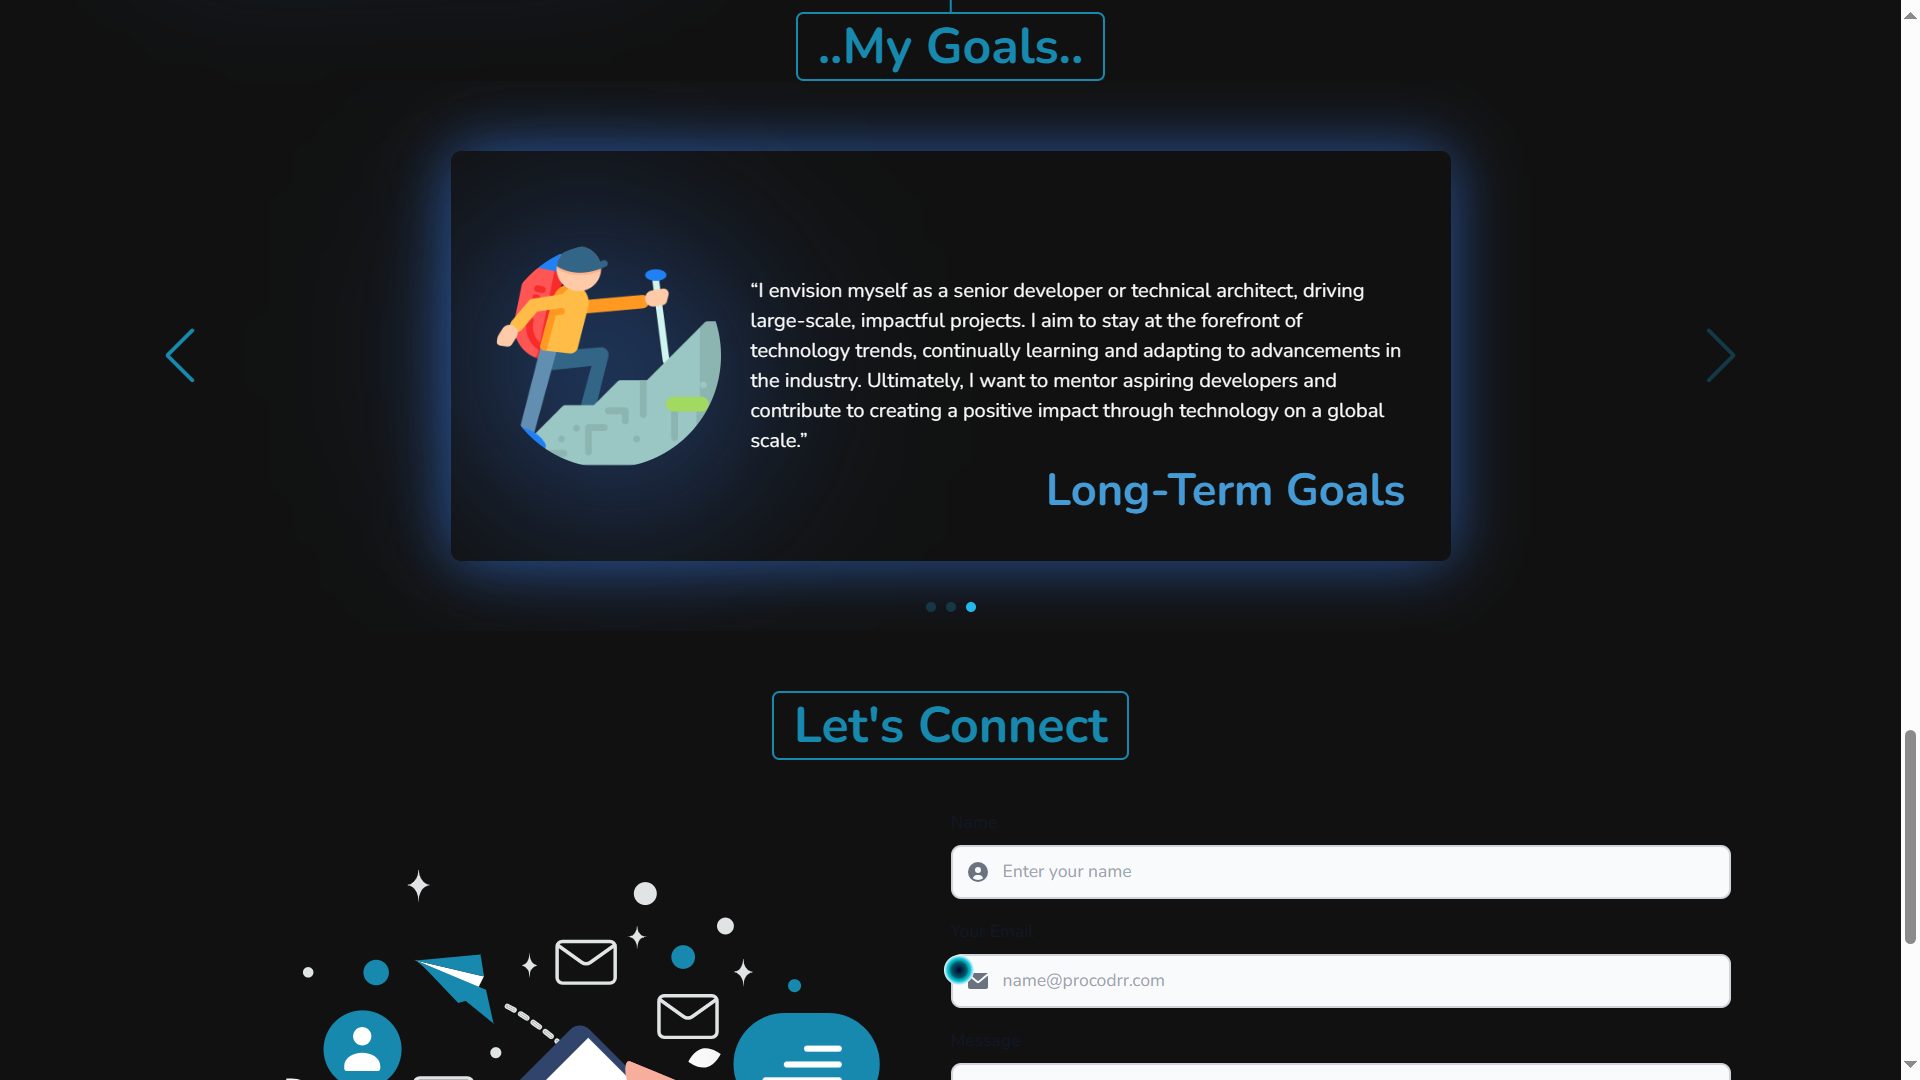 ..My Goals..
“I envision myself as a senior developer or technical architect, driving
large-scale, impactful projects. I aim to stay at the forefront of
technology trends, continually learning and adapting to advancements in
the industry. Ultimately, I want to mentor aspiring developers and
contribute to creating a positive impact through technology on a global
scale.”
Long-Term Goals
Let's Connect
Name
Enter your name
Your Email
name@procodrr.com
Message